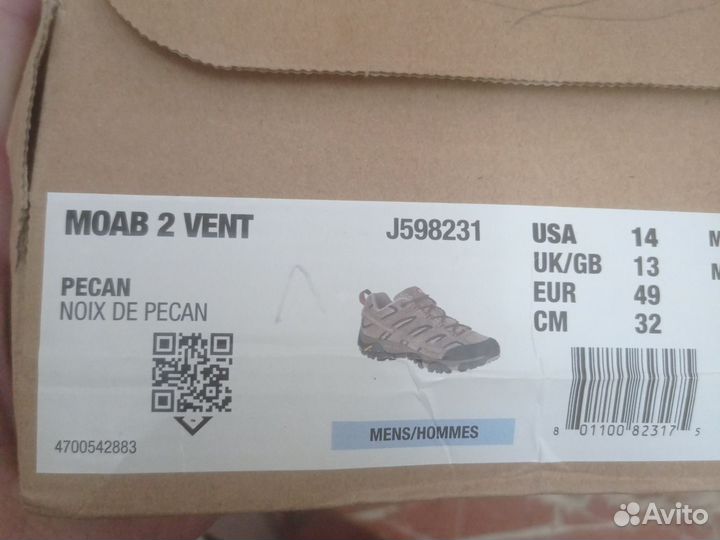 MOAB 2 VENT
J598231
USA 14 M
UK/GB 13 M
EUR 49
CM 32
PECAN
NOIX DE PECAN
4700542883
MENS/HOMMES
8 01100 82317 5
Avito